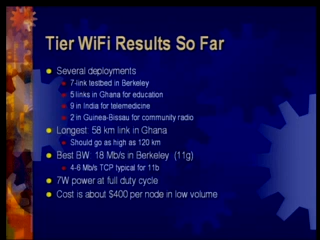 Tier WiFi Results So Far
Several deployments
7-link testbed in Berkeley
5 links in Ghana for education
9 in India for telemedicine
2 in Guinea-Bissau for community radio
Longest 58 km link in Ghana
Should go as high as 120 km
Best BW 18 Mb/s in Berkeley (11g)
4-6 Mb/s TCP typical for 11b
7W power at full duty cycle
Cost is about $400 per node in low volume